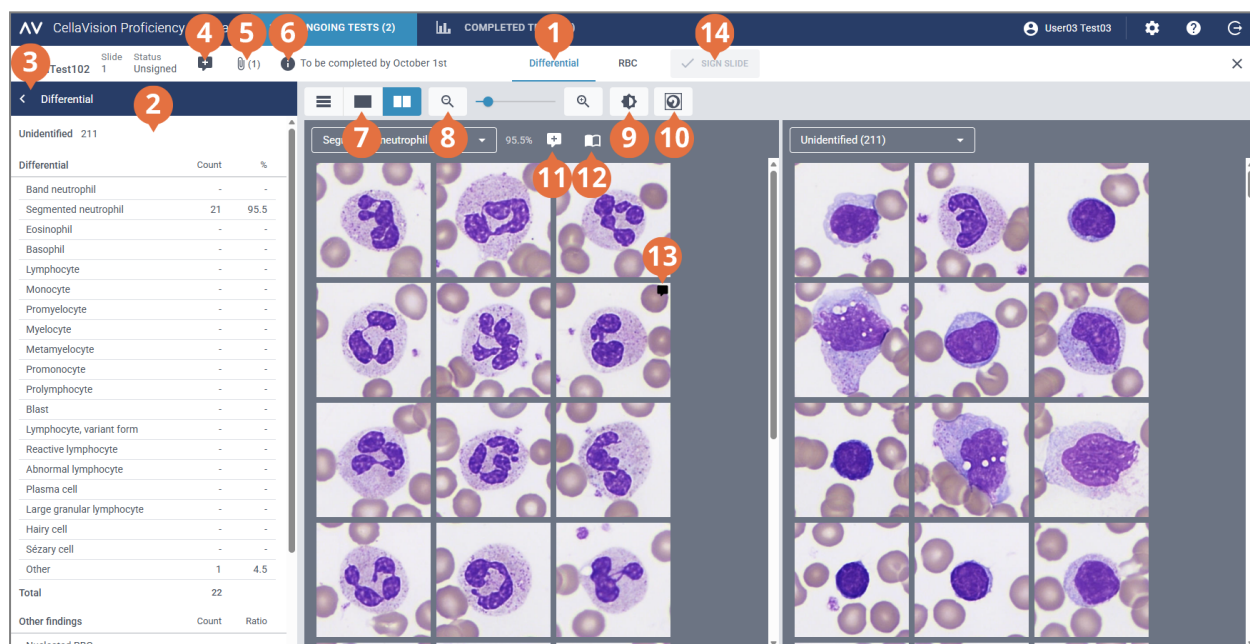 CellaVision Proficiency
ONGOING TESTS (2)
COMPLETED
User03 Test03
Test102
Slide
1
Status
Unsigned
(1)
To be completed by October 1st
Differential
RBC
SIGN SLIDE
1
2
3
4
5
6
7
8
9
10
11
12
13
14
Differential
Unidentified 211
Differential Count %
Band neutrophil - -
Segmented neutrophil 21 95.5
Eosinophil - -
Basophil - -
Lymphocyte - -
Monocyte - -
Promyelocyte - -
Myelocyte - -
Metamyelocyte - -
Promonocyte - -
Prolymphocyte - -
Blast - -
Lymphocyte, variant form - -
Reactive lymphocyte - -
Abnormal lymphocyte - -
Plasma cell - -
Large granular lymphocyte - -
Hairy cell - -
Sézary cell - -
Other 1 4.5
Total 22
Other findings Count Ratio
neutrophil
95.5%
Unidentified (211)